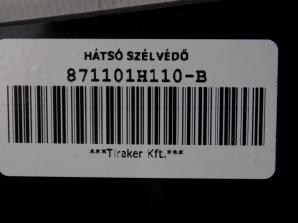 HÁTSÓ SZÉLVÉDŐ
871101H110-B
***Tiraker Kft.***